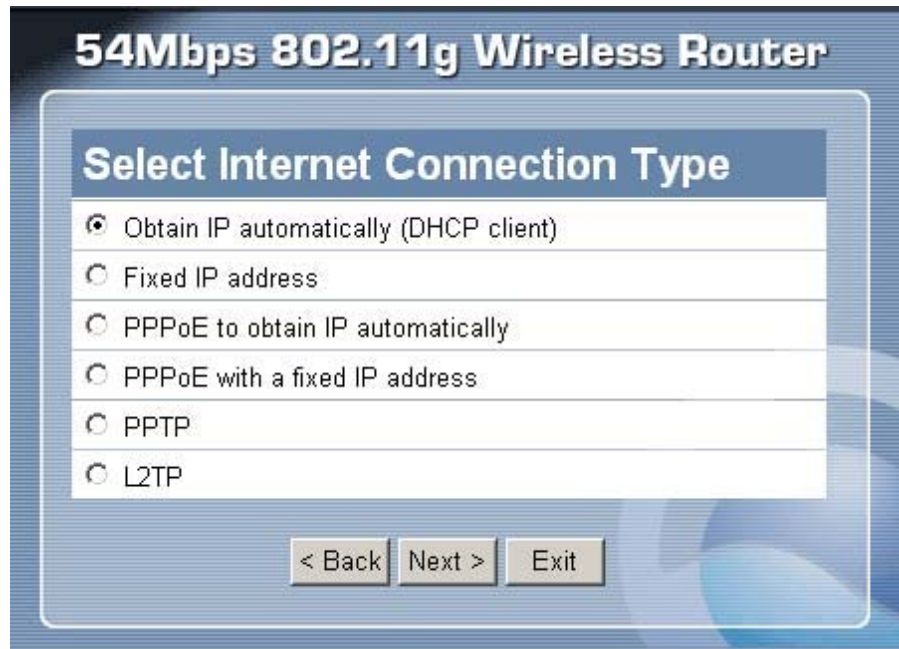 54Mbps 802.11g Wireless Router
Select Internet Connection Type
Obtain IP automatically (DHCP client)
Fixed IP address
PPPoE to obtain IP automatically
PPPoE with a fixed IP address
PPTP
L2TP
< Back Next > Exit